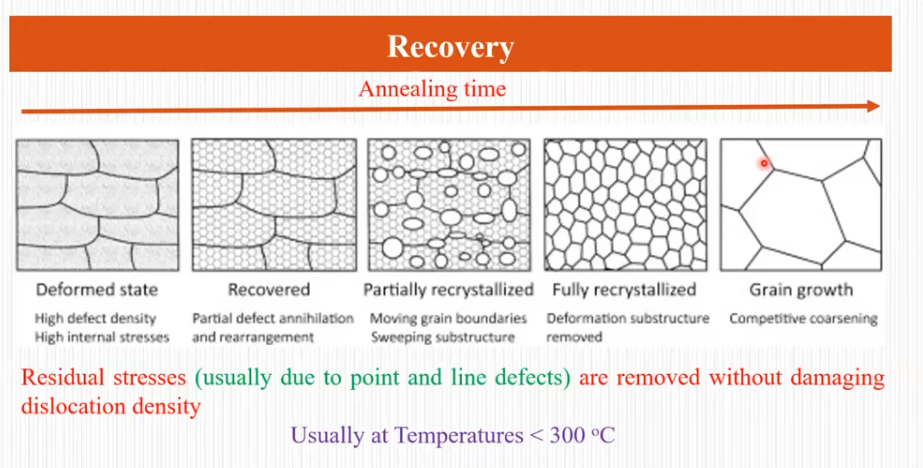 Recovery
Annealing time
Deformed state
High defect density
High internal stresses
Recovered
Partial defect annihilation
and rearrangement
Partially recrystallized
Moving grain boundaries
Sweeping substructure
Fully recrystallized
Deformation substructure
removed
Grain growth
Competitive coarsening
Residual stresses (usually due to point and line defects) are removed without damaging
dislocation density
Usually at Temperatures < 300 °C